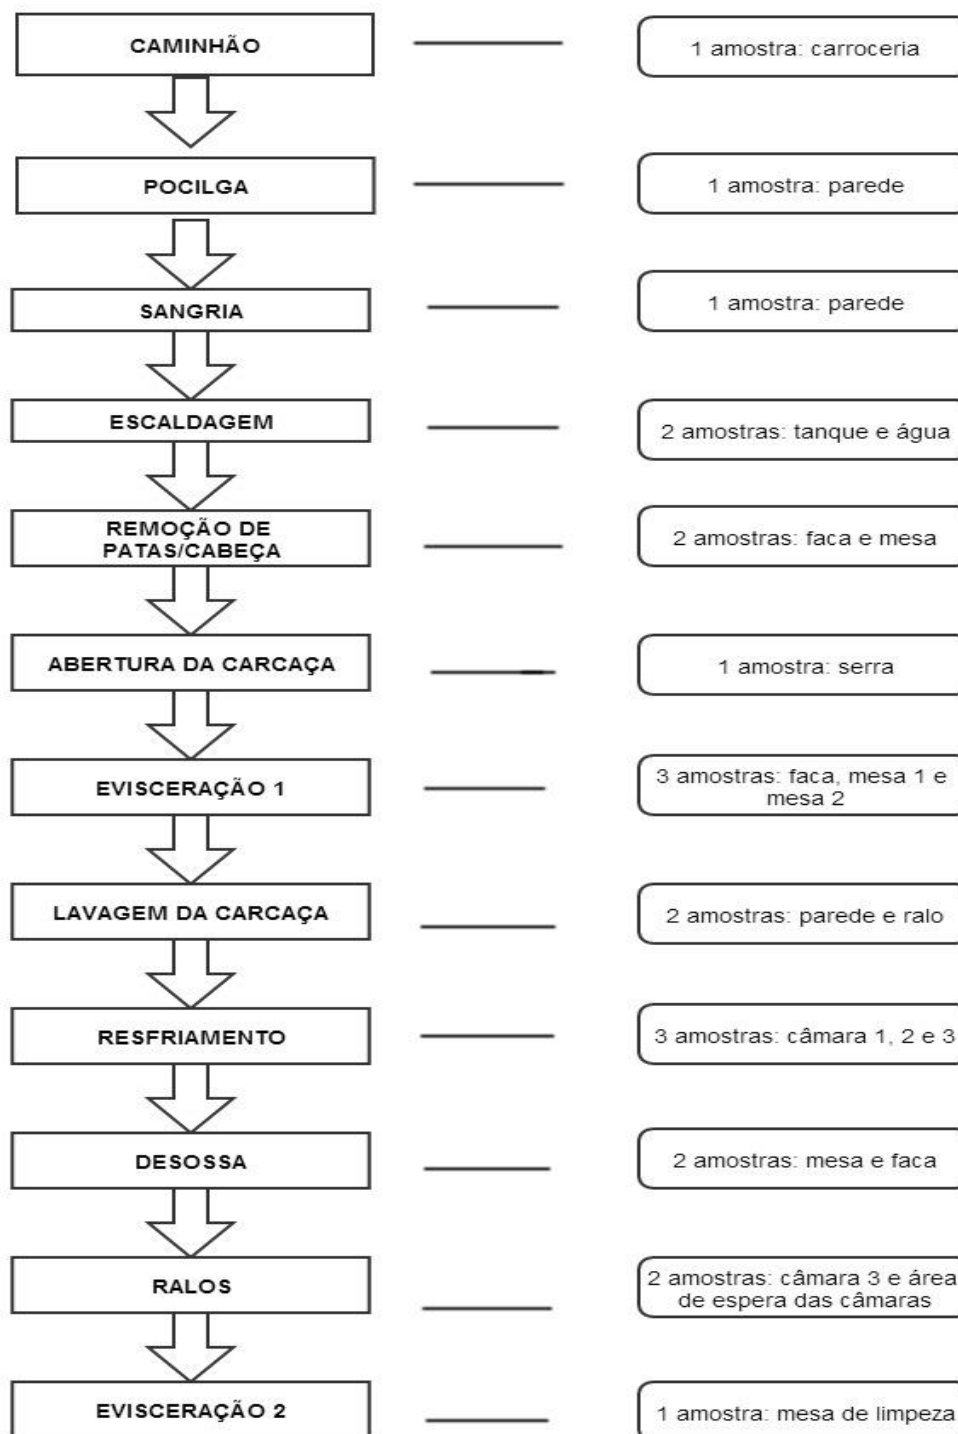 CAMINHÃO
1 amostra: carroceria
POCILGA
1 amostra: parede
SANGRIA
1 amostra: parede
ESCALDAGEM
2 amostras: tanque e água
REMOÇÃO DE
PATAS/CABEÇA
2 amostras: faca e mesa
ABERTURA DA CARCAÇA
1 amostra: serra
EVISCERAÇÃO 1
3 amostras: faca, mesa 1 e
mesa 2
LAVAGEM DA CARCAÇA
2 amostras: parede e ralo
RESFRIAMENTO
3 amostras: câmara 1, 2 e 3
DESOSSA
2 amostras: mesa e faca
RALOS
2 amostras: câmara 3 e área
de espera das câmaras
EVISCERAÇÃO 2
1 amostra: mesa de limpeza